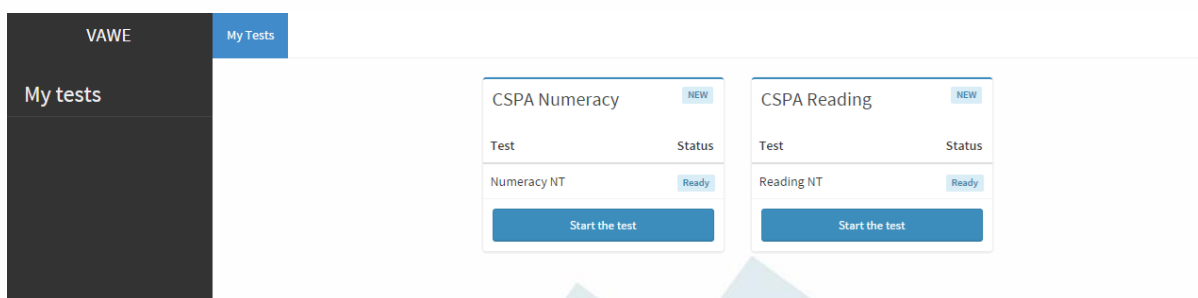 VAWE
My Tests
My tests
CSPA Numeracy NEW
Test Status
Numeracy NT Ready
Start the test
CSPA Reading NEW
Test Status
Reading NT Ready
Start the test